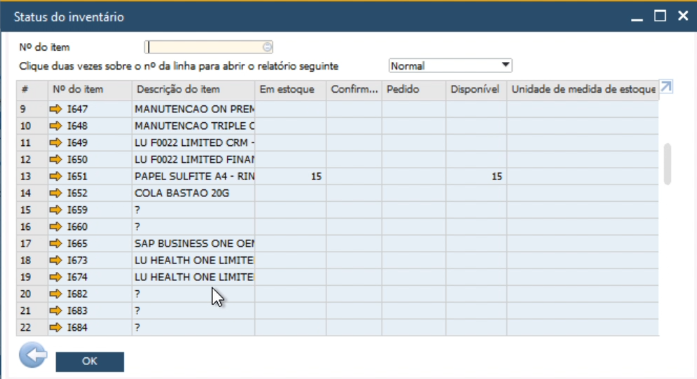 Status do inventário
Nº do item
Clique duas vezes sobre o nº da linha para abrir o relatório seguinte Normal
# Nº do item Descrição do item Em estoque Confirm... Pedido Disponível Unidade de medida de estoque
9 I647 MANUTENCAO ON PREM
10 I648 MANUTENCAO TRIPLE C
11 I649 LU F0022 LIMITED CRM -
12 I650 LU F0022 LIMITED FINAN
13 I651 PAPEL SULFITE A4 - RIN 15 15
14 I652 COLA BASTAO 20G
15 I659 ?
16 I660 ?
17 I665 SAP BUSINESS ONE OEM
18 I673 LU HEALTH ONE LIMITE
19 I674 LU HEALTH ONE LIMITE
20 I682 ?
21 I683 ?
22 I684 ?
OK